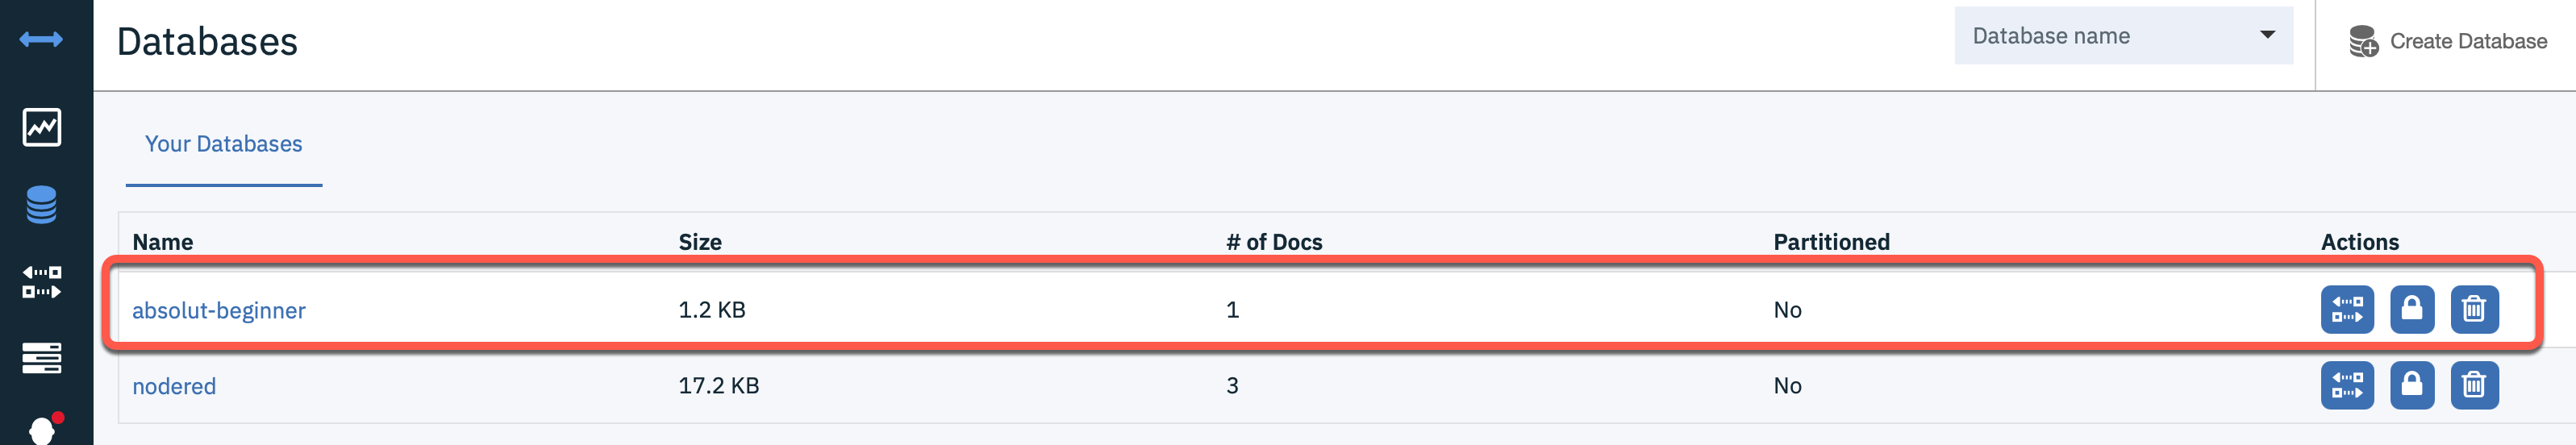 Databases
Database name
Create Database
Your Databases
Name Size # of Docs Partitioned Actions
absolut-beginner 1.2 KB 1 No
nodered 17.2 KB 3 No